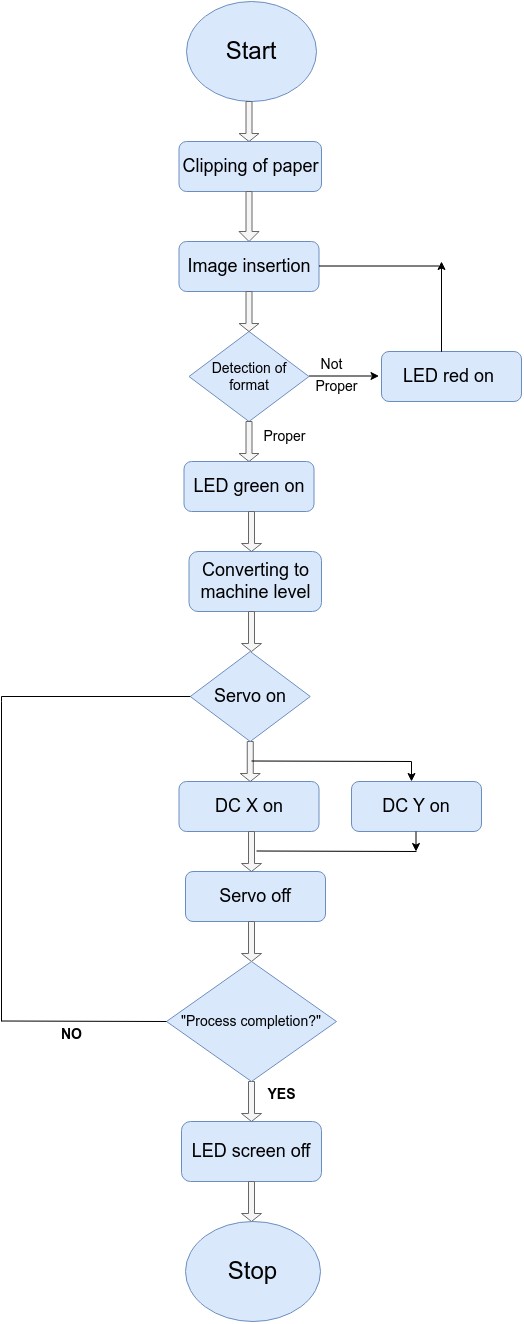 Start
Clipping of paper
Image insertion
Detection of
format
Not
Proper
LED red on
Proper
LED green on
Converting to
machine level
Servo on
DC X on
DC Y on
Servo off
"Process completion?"
NO
YES
LED screen off
Stop